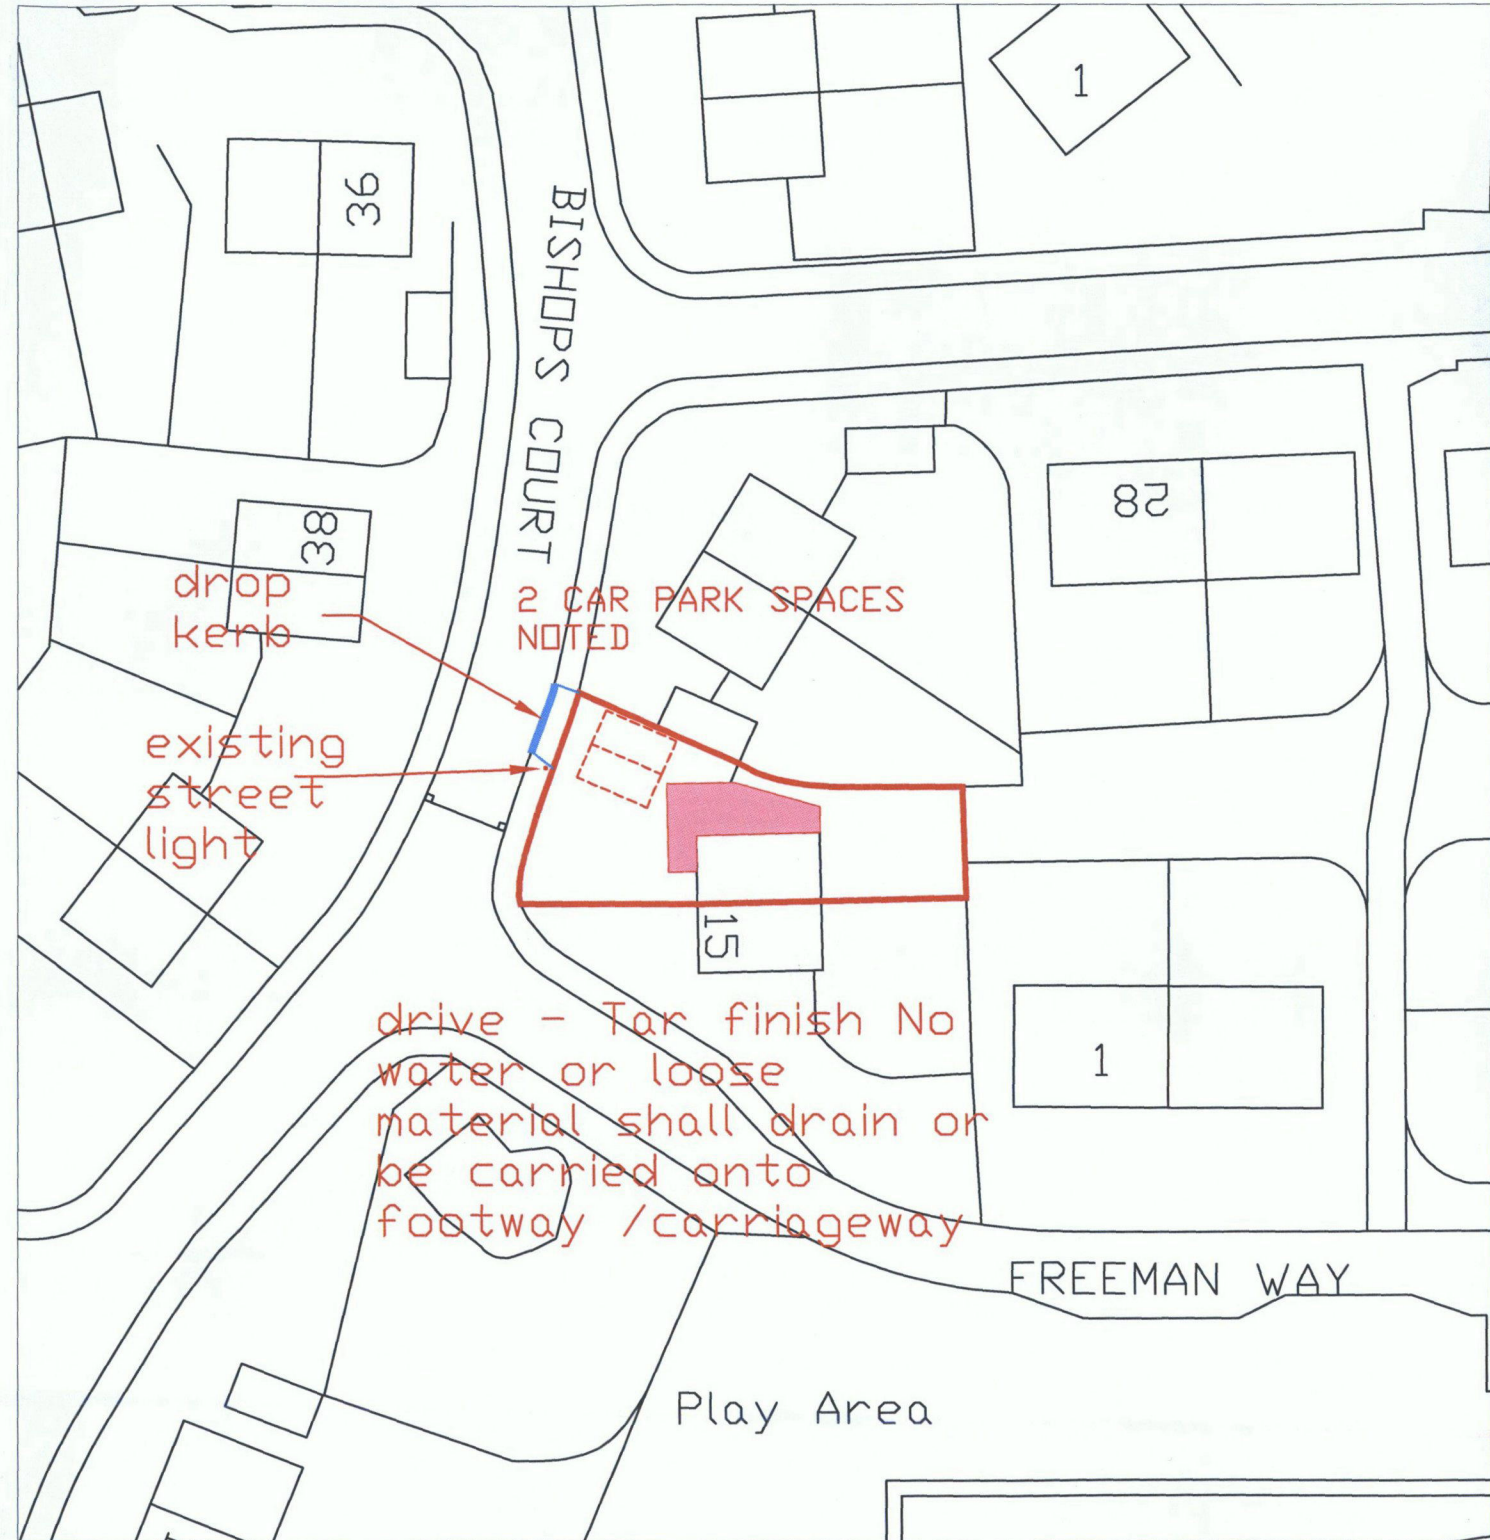 1
36
BISHOPS COURT
28
38
drop
kerb
2 CAR PARK SPACES
NOTED
existing
street
light
15
drive - Tar finish No
water or loose
material shall drain or
be carried onto
footway /carriageway
1
FREEMAN WAY
Play Area